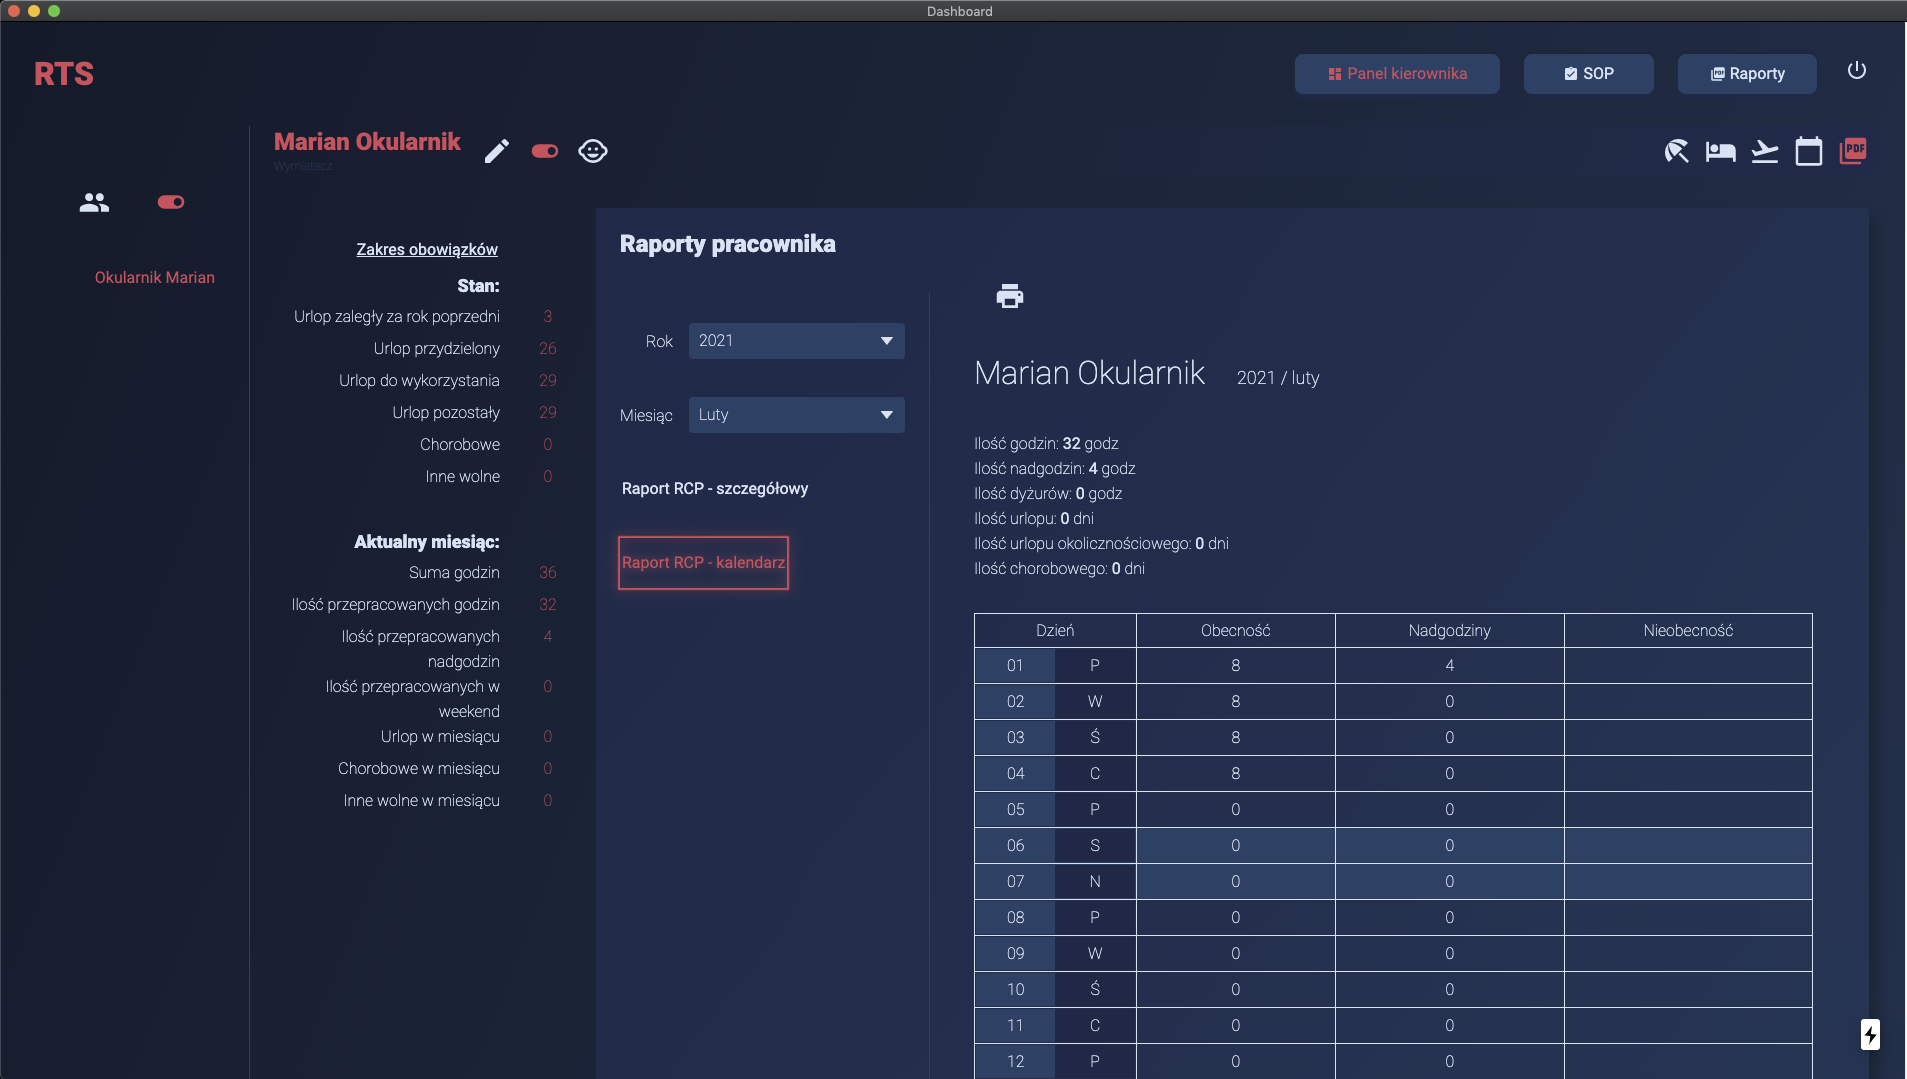 Dashboard
RTS
Panel kierownika
SOP
PDF Raporty
Marian Okularnik
Wymiatacz
PDF
Okularnik Marian
Zakres obowiązków
Stan:
Urlop zaległy za rok poprzedni 3
Urlop przydzielony 26
Urlop do wykorzystania 29
Urlop pozostały 29
Chorobowe 0
Inne wolne 0
Aktualny miesiąc:
Suma godzin 36
Ilość przepracowanych godzin 32
Ilość przepracowanych 4
nadgodzin
Ilość przepracowanych w 0
weekend
Urlop w miesiącu 0
Chorobowe w miesiącu 0
Inne wolne w miesiącu 0
Raporty pracownika
Rok 2021
Miesiąc Luty
Raport RCP - szczegółowy
Raport RCP - kalendarz
Marian Okularnik 2021 / luty
Ilość godzin: 32 godz
Ilość nadgodzin: 4 godz
Ilość dyżurów: 0 godz
Ilość urlopu: 0 dni
Ilość urlopu okolicznościowego: 0 dni
Ilość chorobowego: 0 dni
Dzień Obecność Nadgodziny Nieobecność
01 P 8 4
02 W 8 0
03 Ś 8 0
04 C 8 0
05 P 0 0
06 S 0 0
07 N 0 0
08 P 0 0
09 W 0 0
10 Ś 0 0
11 C 0 0
12 P 0 0